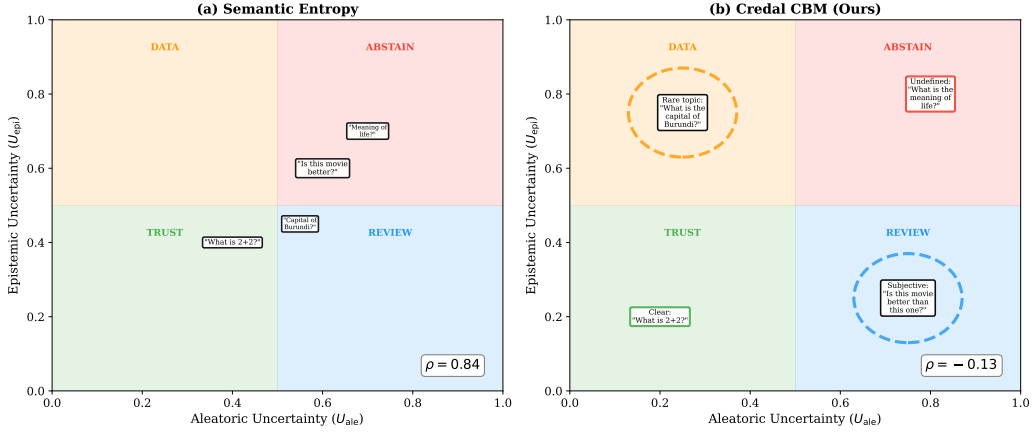 (a) Semantic Entropy
1.0
0.8
0.6
0.4
0.2
0.0
Epistemic Uncertainty (U_epi)
DATA
ABSTAIN
"Meaning of
life?"
"Is this movie
better?"
"Capital of
Burundi?"
TRUST
"What is 2+2?"
REVIEW
ρ = 0.84
0.0 0.2 0.4 0.6 0.8 1.0
Aleatoric Uncertainty (U_ale)
(b) Credal CBM (Ours)
1.0
0.8
0.6
0.4
0.2
0.0
Epistemic Uncertainty (U_epi)
DATA
ABSTAIN
Rare topic:
"What is the
capital of
Burundi?"
Undefined:
"What is the
meaning of
life?"
TRUST
REVIEW
Clear:
"What is 2+2?"
Subjective:
"Is this movie
better than
this one?"
ρ = −0.13
0.0 0.2 0.4 0.6 0.8 1.0
Aleatoric Uncertainty (U_ale)